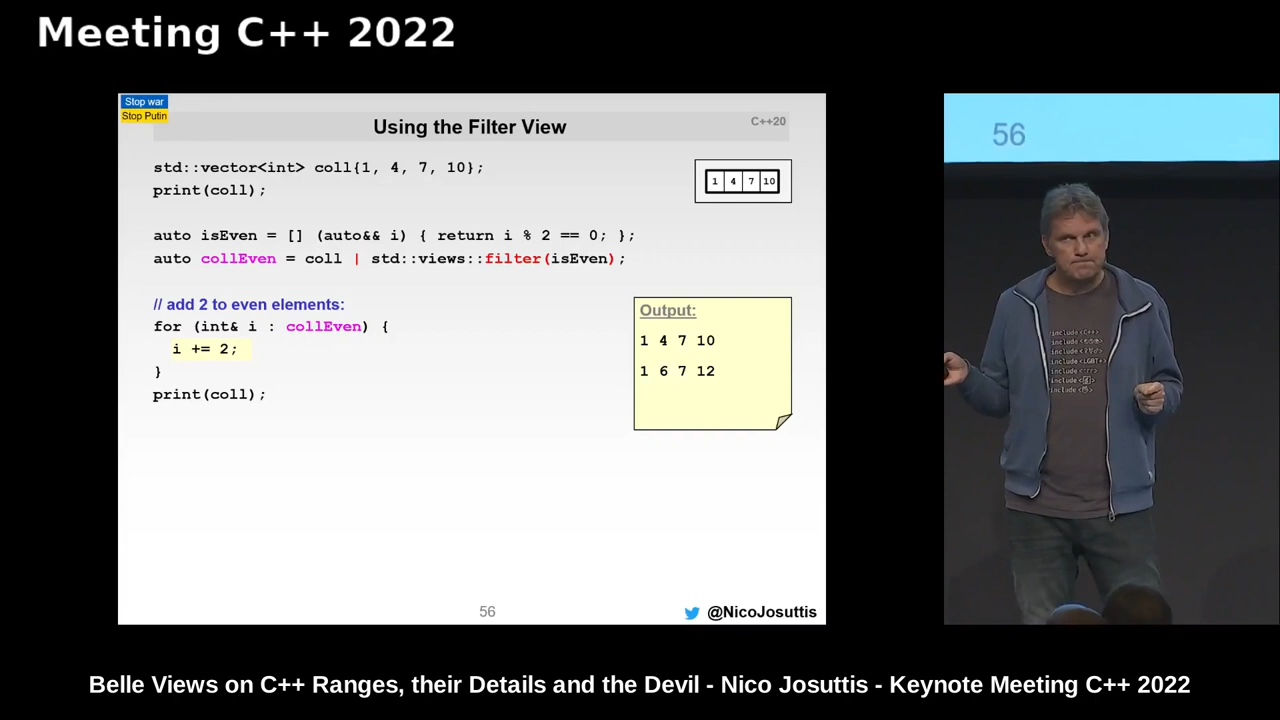 Meeting C++ 2022
Stop war
Stop Putin
Using the Filter View
C++20
std::vector<int> coll{1, 4, 7, 10};
print(coll);
1 4 7 10
auto isEven = [] (auto&& i) { return i % 2 == 0; };
auto collEven = coll | std::views::filter(isEven);
// add 2 to even elements:
for (int& i : collEven) {
i += 2;
}
print(coll);
Output:
1 4 7 10
1 6 7 12
56
@NicoJosuttis
56
include<C++>
include<LGBT+>
Belle Views on C++ Ranges, their Details and the Devil - Nico Josuttis - Keynote Meeting C++ 2022